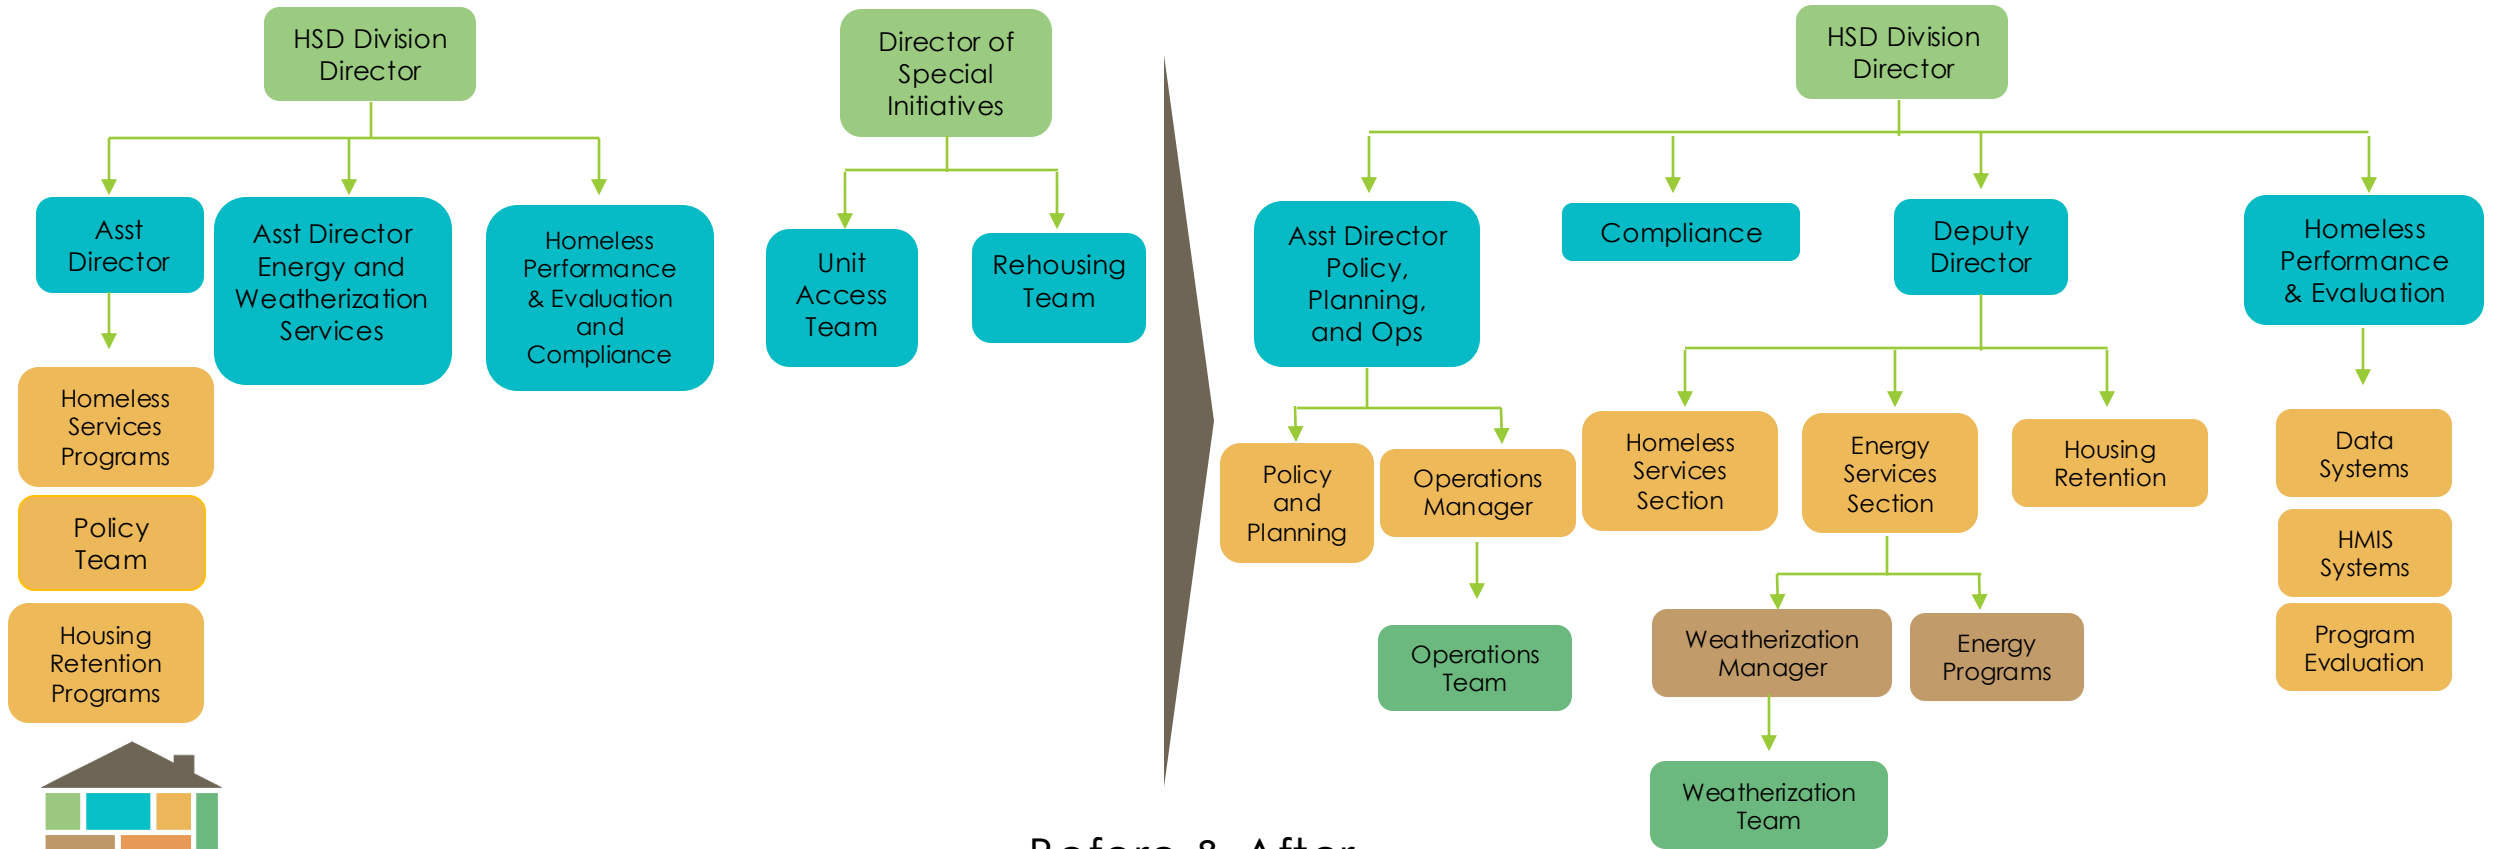 HSD Division
Director
Director of
Special
Initiatives
Asst
Director
Asst Director
Energy and
Weatherization
Services
Homeless
Performance
& Evaluation
and
Compliance
Unit
Access
Team
Rehousing
Team
Homeless
Services
Programs
Policy
Team
Housing
Retention
Programs
HSD Division
Director
Asst Director
Policy,
Planning,
and Ops
Compliance
Deputy
Director
Homeless
Performance
& Evaluation
Policy
and
Planning
Operations
Manager
Homeless
Services
Section
Energy
Services
Section
Housing
Retention
Data
Systems
HMIS
Systems
Program
Evaluation
Operations
Team
Weatherization
Manager
Energy
Programs
Weatherization
Team
Before & After